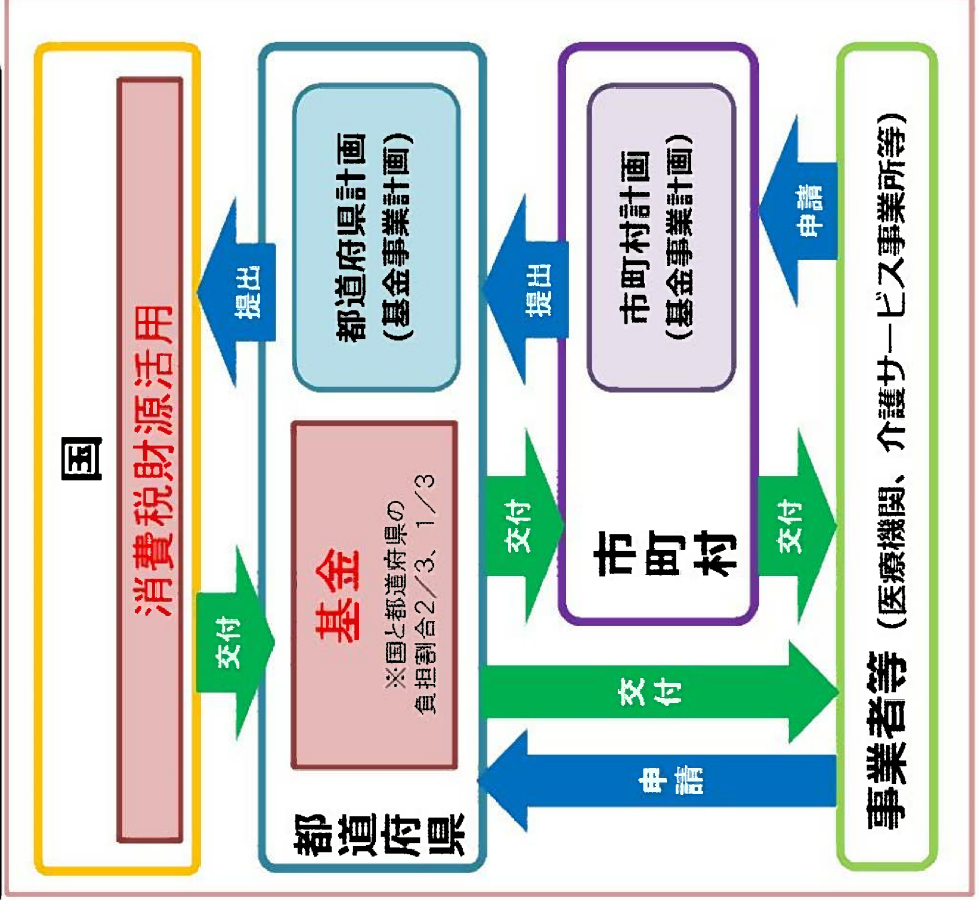 国
消費税財源活用
交付
提出
都道府県
基金
※国と都道府県の
負担割合2/3、1/3
都道府県計画
(基金事業計画)
申請
交付
交付
提出
市町村
市町村計画
(基金事業計画)
交付
申請
事業者等(医療機関、介護サービス事業所等)